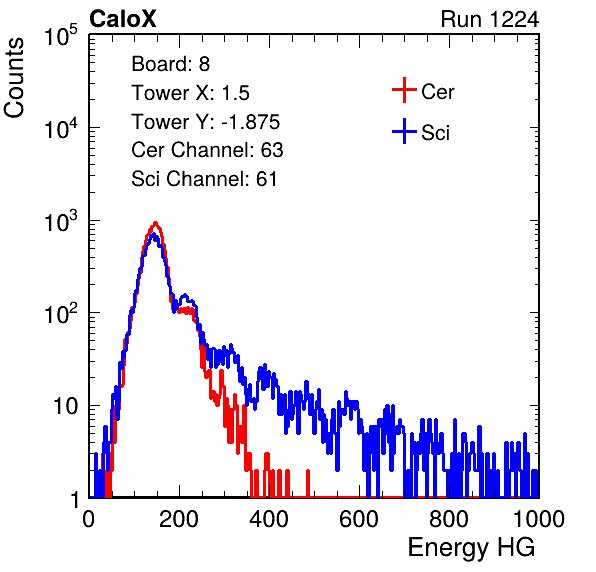 CaloX Run 1224
10^5
Counts
Board: 8
Tower X: 1.5
Tower Y: -1.875
Cer Channel: 63
Sci Channel: 61
Cer
Sci
10^4
10^3
10^2
10
1
0 200 400 600 800 1000
Energy HG